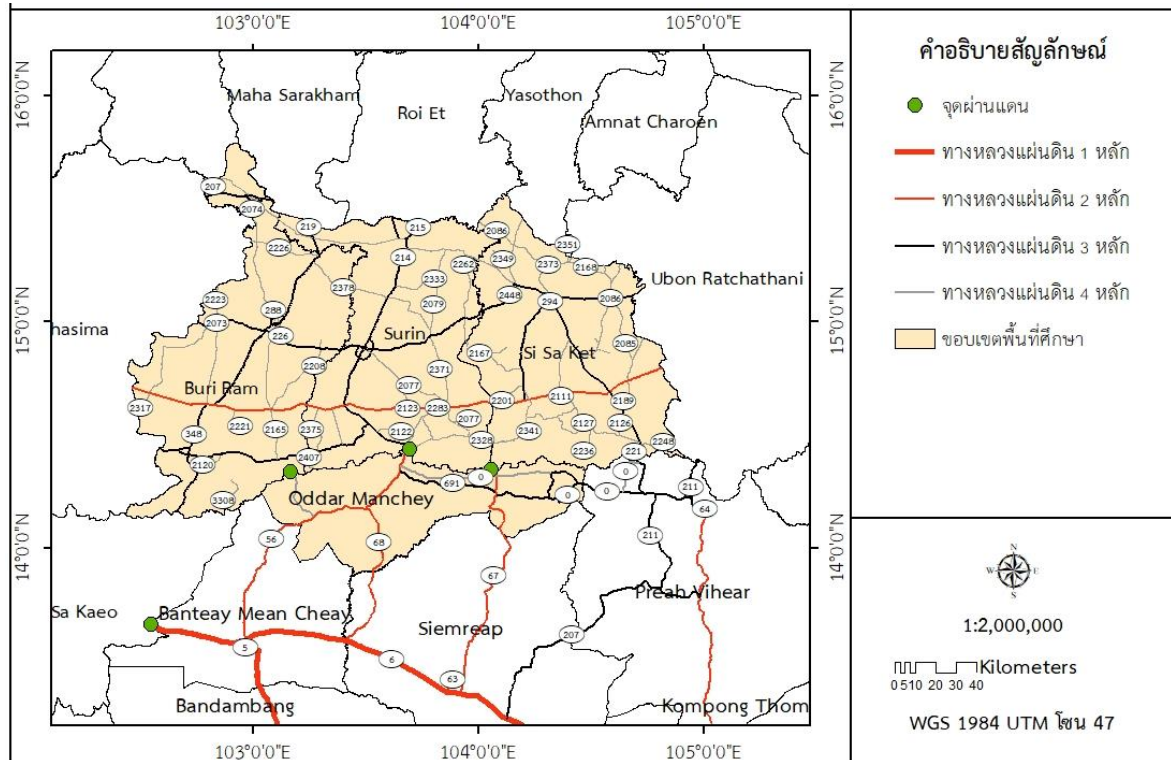 103°0'0"E 104°0'0"E 105°0'0"E
16°0'0"N
15°0'0"N
14°0'0"N
16°0'0"N
15°0'0"N
14°0'0"N
Maha Sarakham
Roi Et
Yasothon
Amnat Charoen
207
2074
219
215
2086
2351
2226
214
2262
2349
2373
2168
Ubon Ratchathani
2333
2378
2223
288
2079
2448
294
2086
hasima
2073
226
Surin
Si Sa Ket
2085
2167
2208
2371
Buri Ram
2077
2201
2111
2189
2317
2123
2283
2077
348
2221
2165
2375
2122
2328
2341
2127
2126
2120
2407
2236
221
2248
3308
Oddar Manchey
691
0
0
0
0
211
64
56
68
67
211
Sa Kaeo
Banteay Mean Cheay
Siemreap
Preah Vihear
207
5
6
63
Bandambang
Kompong Thom
103°0'0"E 104°0'0"E 105°0'0"E
คำอธิบายสัญลักษณ์
จุดผ่านแดน
ทางหลวงแผ่นดิน 1 หลัก
ทางหลวงแผ่นดิน 2 หลัก
ทางหลวงแผ่นดิน 3 หลัก
ทางหลวงแผ่นดิน 4 หลัก
ขอบเขตพื้นที่ศึกษา
N
W E
S
1:2,000,000
Kilometers
0 510 20 30 40
WGS 1984 UTM โซน 47